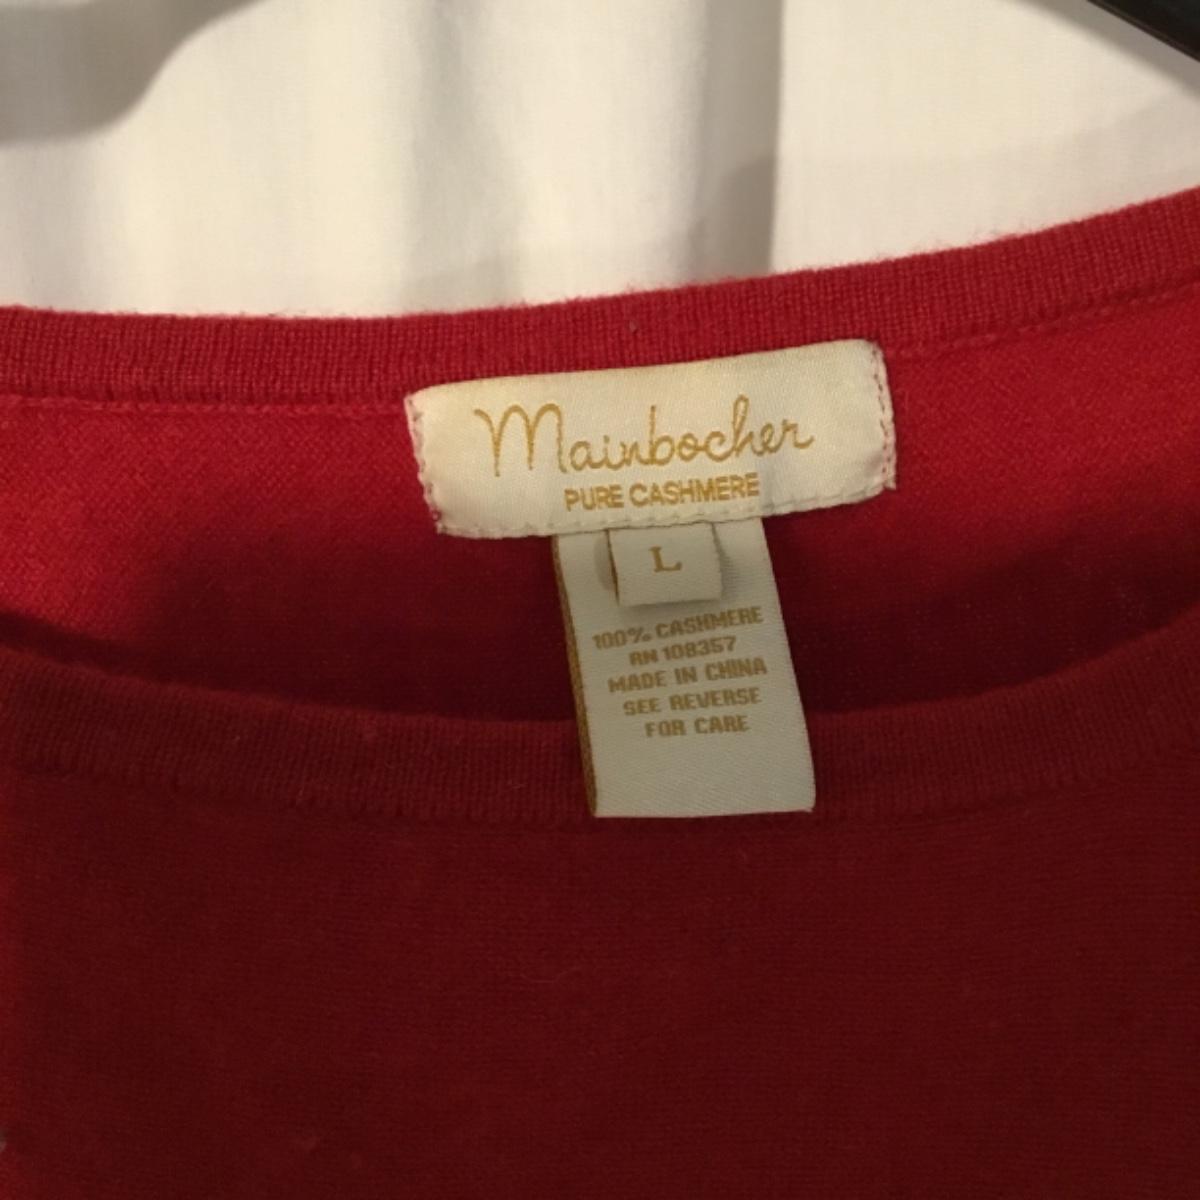 Mainbocher
PURE CASHMERE
L
100% CASHMERE
RN 108357
MADE IN CHINA
SEE REVERSE
FOR CARE